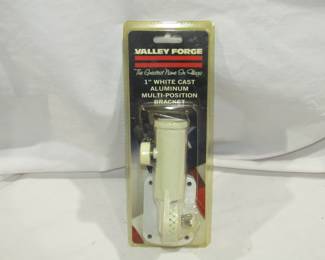 VALLEY FORGE
The Greatest Name In Flags
1" WHITE CAST
ALUMINUM
MULTI-POSITION
BRACKET